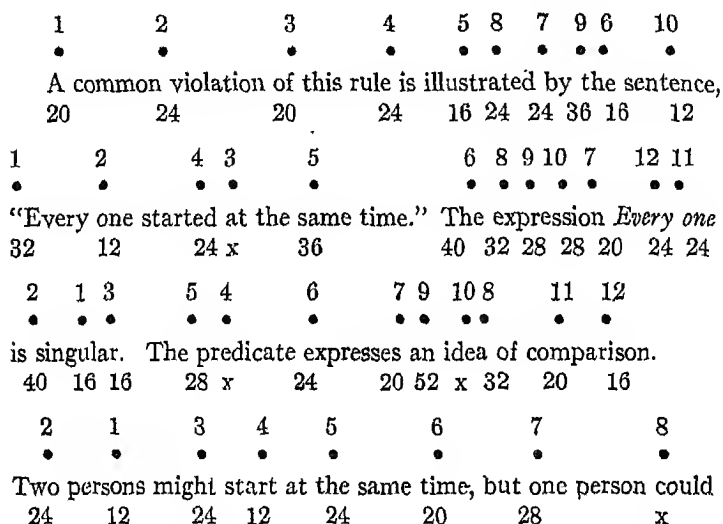 1 2 3 4 5 8 7 9 6 10
A common violation of this rule is illustrated by the sentence,
20 24 20 24 16 24 24 36 16 12
1 2 4 3 5 6 8 9 10 7 12 11
"Every one started at the same time." The expression Every one
32 12 24 x 36 40 32 28 28 20 24 24
2 1 3 5 4 6 7 9 10 8 11 12
is singular. The predicate expresses an idea of comparison.
40 16 16 28 x 24 20 52 x 32 20 16
2 1 3 4 5 6 7 8
Two persons might start at the same time, but one person could
24 12 24 12 24 20 28 x